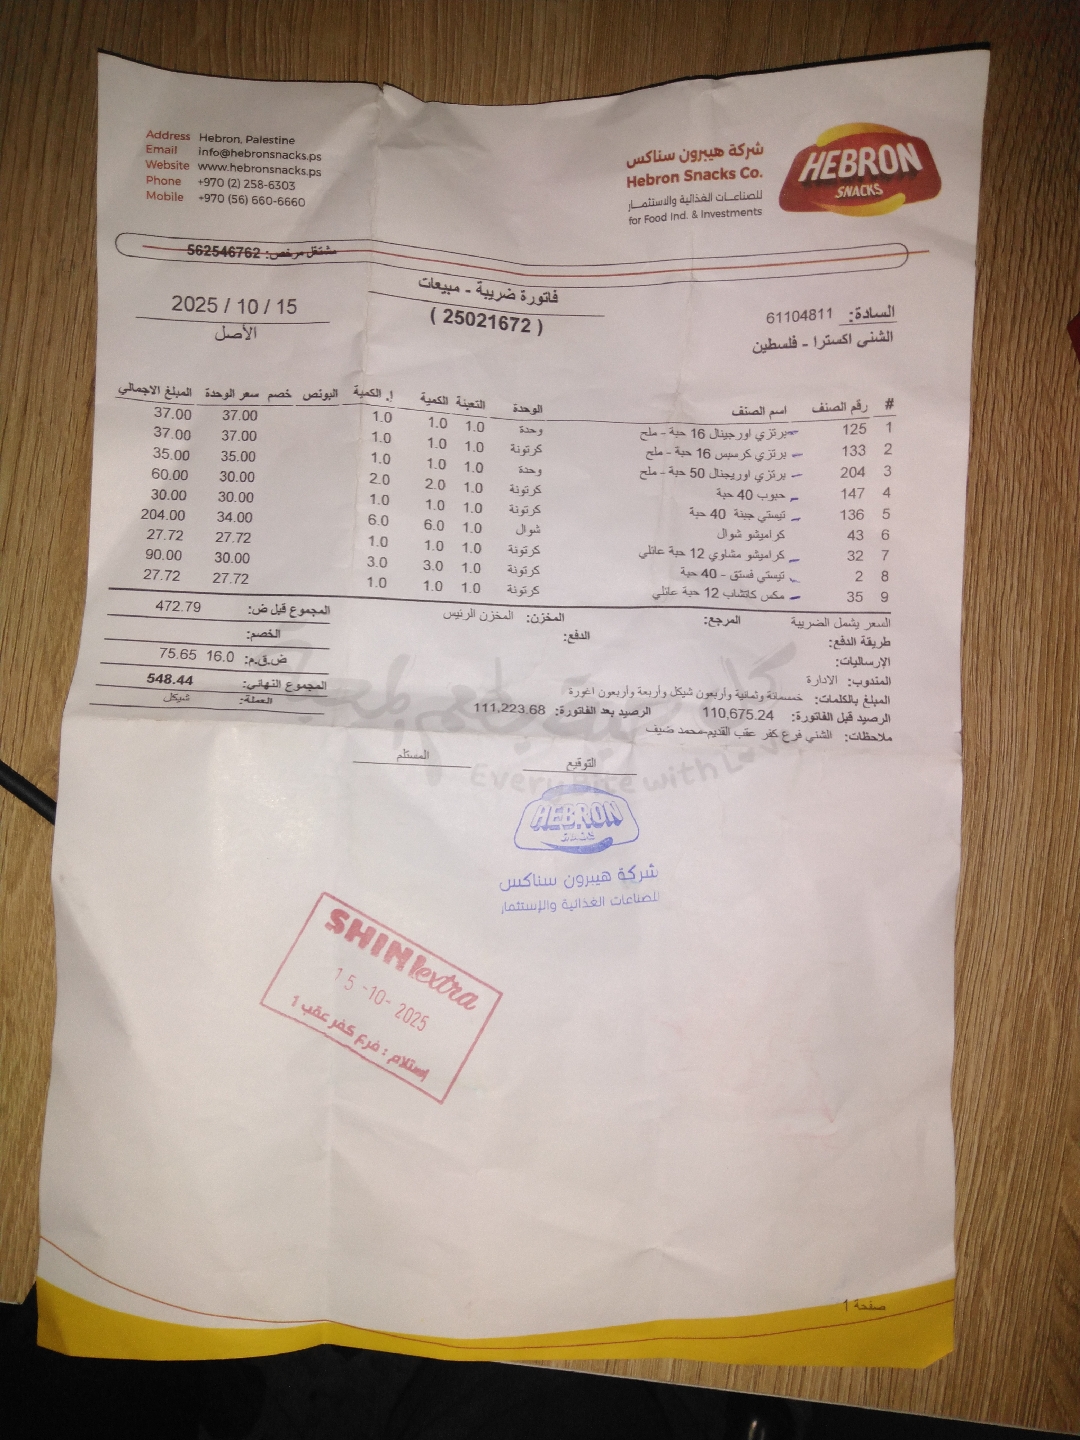 Address Hebron, Palestine
Email info@hebronsnacks.ps
Website www.hebronsnacks.ps
Phone +970 (2) 258-6303
Mobile +970 (56) 660-6660
شركة هيبرون سناكس
Hebron Snacks Co.
للصناعات الغذائية والاستثمار
for Food Ind. & Investments
HEBRON
SNACKS
مشتغل مرخص: 562546762
فاتورة ضريبة - مبيعات
( 25021672 )
2025 / 10 / 15
الأصل
السادة: 61104811
الشني اكسترا - فلسطين
# رقم الصنف اسم الصنف الوحدة التعبئة الكمية إ. الكمية البونص خصم سعر الوحدة المبلغ الاجمالي
1 125 برتزي اورجينال 16 حبة - ملح وحدة 1.0 1.0 1.0 37.00 37.00
2 133 برتزي كرسبس 16 حبة - ملح كرتونة 1.0 1.0 1.0 37.00 37.00
3 204 برتزي اوريجنال 50 حبة - ملح وحدة 1.0 1.0 1.0 35.00 35.00
4 147 حبوب 40 حبة كرتونة 1.0 2.0 2.0 30.00 60.00
5 136 تيستي جبنة 40 حبة كرتونة 1.0 1.0 1.0 30.00 30.00
6 43 كراميشو شوال شوال 1.0 6.0 6.0 34.00 204.00
7 32 كراميشو مشاوي 12 حبة عائلي كرتونة 1.0 1.0 1.0 27.72 27.72
8 2 تيستي فستق - 40 حبة كرتونة 1.0 3.0 3.0 30.00 90.00
9 35 مكس كاتشاب 12 حبة عائلي كرتونة 1.0 1.0 1.0 27.72 27.72
السعر يشمل الضريبة المرجع: المخزن: المخزن الرئيس
المجموع قبل ض: 472.79
طريقة الدفع: الدفع:
الخصم:
الإرساليات:
ض.ق.م: 16.0 75.65
المندوب: الادارة
المجموع النهائي: 548.44
المبلغ بالكلمات: خمسمائة وثمانية وأربعون شيكل وأربعة وأربعون اغورة
العملة: شيكل
الرصيد قبل الفاتورة: 110,675.24 الرصيد بعد الفاتورة: 111,223.68
ملاحظات: الشني فرع كفر عقب القديم-محمد ضيف
Every Bite with Love
التوقيع المستلم
HEBRON
SNACKS
شركة هيبرون سناكس
للصناعات الغذائية والإستثمار
SHINI extra
15-10-2025
إستلام : فرع كفر عقب 1
صفحة 1